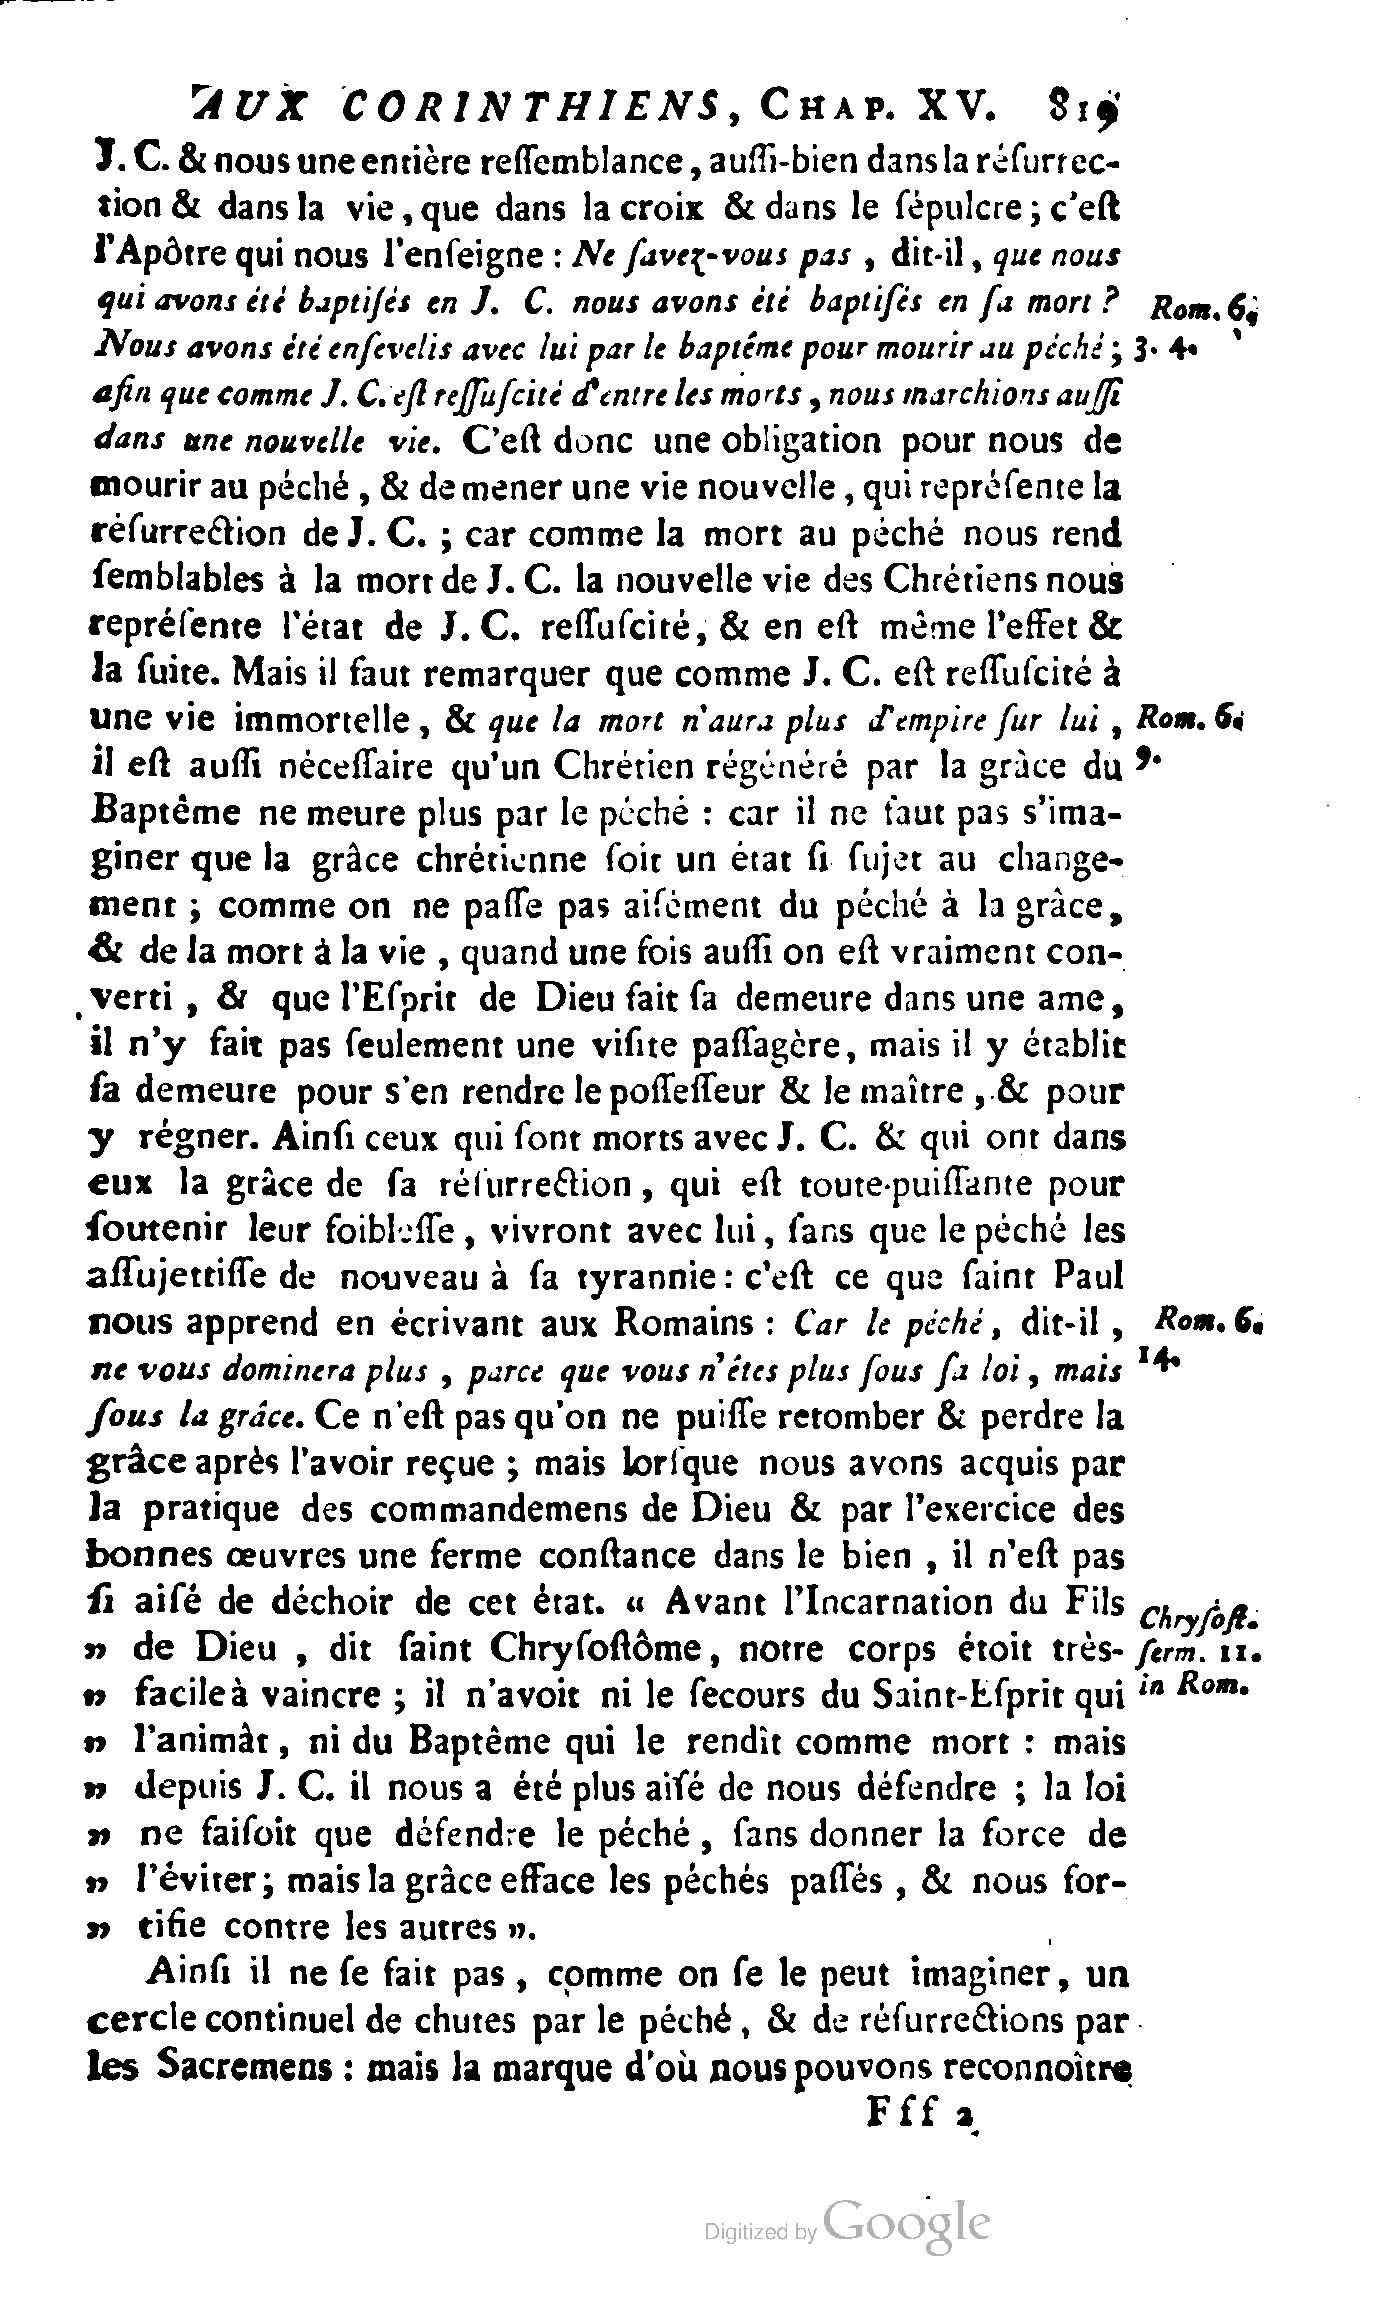 AUX CORINTHIENS, CHAP. XV. 819
J. C. & nous une entière reſſemblance, auſſi-bien dans la réſurrec-
tion & dans la vie, que dans la croix & dans le ſépulcre; c'eſt
l'Apôtre qui nous l'enſeigne : Ne ſavez-vous pas , dit-il, que nous
qui avons été baptiſés en J. C. nous avons été baptiſés en ſa mort ? Rom. 6.
Nous avons été enſevelis avec lui par le baptême pour mourir au péché ; 3. 4.
afin que comme J. C. eſt reſſuſcité d'entre les morts , nous marchions auſſi
dans une nouvelle vie. C'eſt donc une obligation pour nous de
mourir au péché , & de mener une vie nouvelle , qui repréſente la
réſurrection de J. C. ; car comme la mort au péché nous rend
ſemblables à la mort de J. C. la nouvelle vie des Chrétiens nous
repréſente l'état de J. C. reſſuſcité, & en eſt même l'effet &
la ſuite. Mais il faut remarquer que comme J. C. eſt reſſuſcité à
une vie immortelle , & que la mort n'aura plus d'empire ſur lui , Rom. 6.
il eſt auſſi néceſſaire qu'un Chrétien régénéré par la grâce du 9.
Baptême ne meure plus par le péché : car il ne faut pas s'ima-
giner que la grâce chrétienne ſoit un état ſi ſujet au change-
ment ; comme on ne paſſe pas aiſément du péché à la grâce,
& de la mort à la vie , quand une fois auſſi on eſt vraiment con-
verti , & que l'Eſprit de Dieu fait ſa demeure dans une ame,
il n'y fait pas ſeulement une viſite paſſagère, mais il y établit
ſa demeure pour s'en rendre le poſſeſſeur & le maître , & pour
y régner. Ainſi ceux qui ſont morts avec J. C. & qui ont dans
eux la grâce de ſa réſurrection , qui eſt toute-puiſſante pour
ſoutenir leur foibleſſe , vivront avec lui , ſans que le péché les
aſſujettiſſe de nouveau à ſa tyrannie : c'eſt ce que ſaint Paul
nous apprend en écrivant aux Romains : Car le péché, dit-il , Rom. 6.
ne vous dominera plus , parce que vous n'êtes plus ſous ſa loi , mais 14.
ſous la grâce. Ce n'eſt pas qu'on ne puiſſe retomber & perdre la
grâce après l'avoir reçue ; mais lorſque nous avons acquis par
la pratique des commandemens de Dieu & par l'exercice des
bonnes œuvres une ferme conſtance dans le bien , il n'eſt pas
ſi aiſé de déchoir de cet état. « Avant l'Incarnation du Fils Chryſoſt.
» de Dieu , dit ſaint Chryſoſtôme, notre corps étoit très- ſerm. 11.
» facile à vaincre ; il n'avoit ni le ſecours du Saint-Eſprit qui in Rom.
» l'animât , ni du Baptême qui le rendît comme mort : mais
» depuis J. C. il nous a été plus aiſé de nous défendre ; la loi
» ne faiſoit que défendre le péché , ſans donner la force de
» l'éviter ; mais la grâce efface les péchés paſſés , & nous for-
» tifie contre les autres ».
Ainſi il ne ſe fait pas , comme on ſe le peut imaginer, un
cercle continuel de chutes par le péché , & de réſurrections par
les Sacremens : mais la marque d'où nous pouvons reconnoître
Fff 2
Digitized by Google